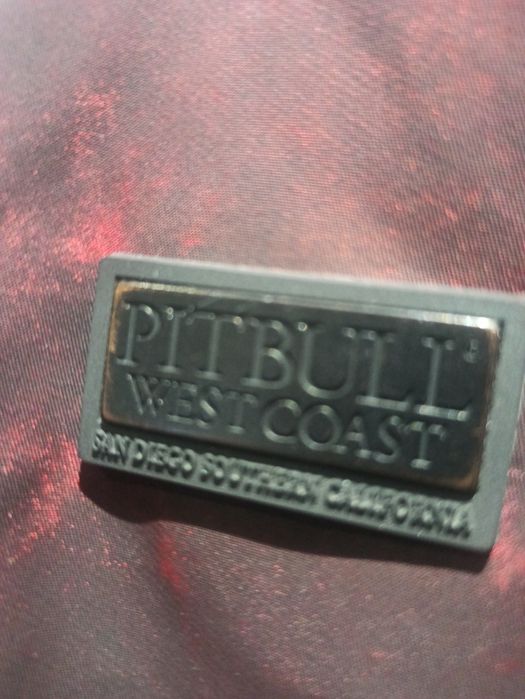 PITBULL®
WEST COAST
SAN DIEGO SOUTHERN CALIFORNIA